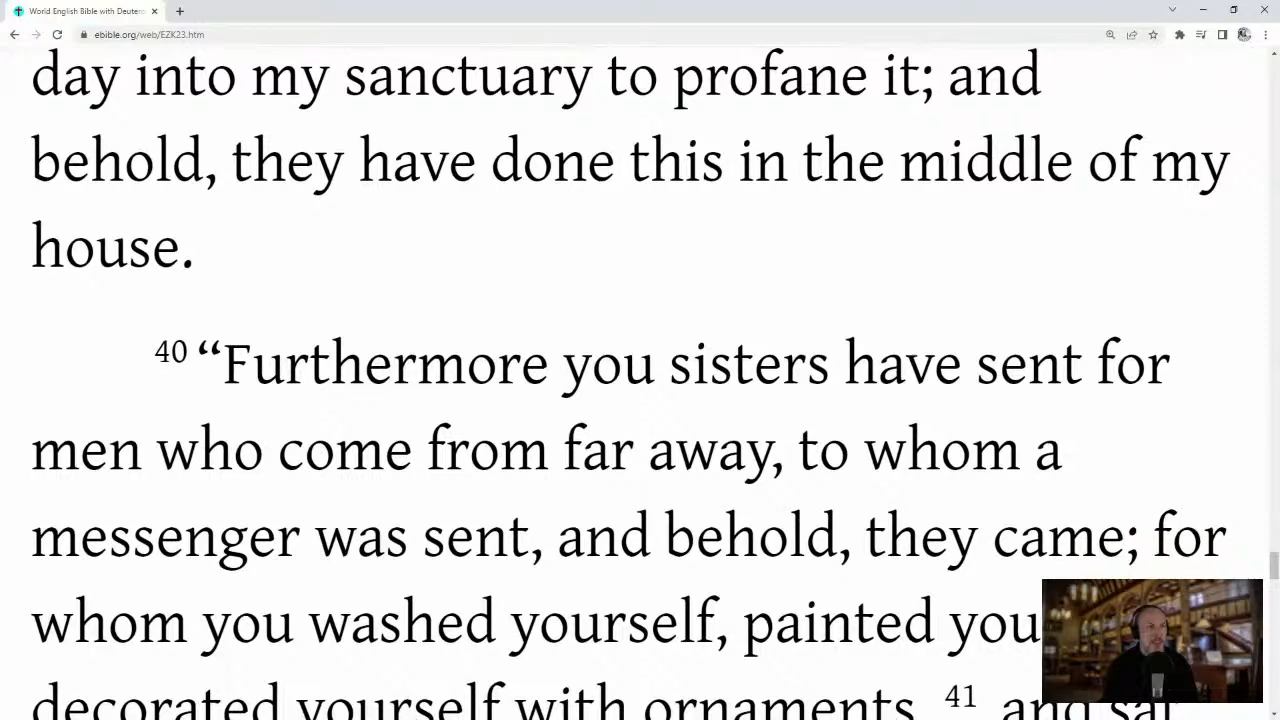 World English Bible with Deutero
ebible.org/web/EZK23.htm
day into my sanctuary to profane it; and
behold, they have done this in the middle of my
house.
40 “Furthermore you sisters have sent for
men who come from far away, to whom a
messenger was sent, and behold, they came; for
whom you washed yourself, painted you
decorated yourself with ornaments, 41 and sat